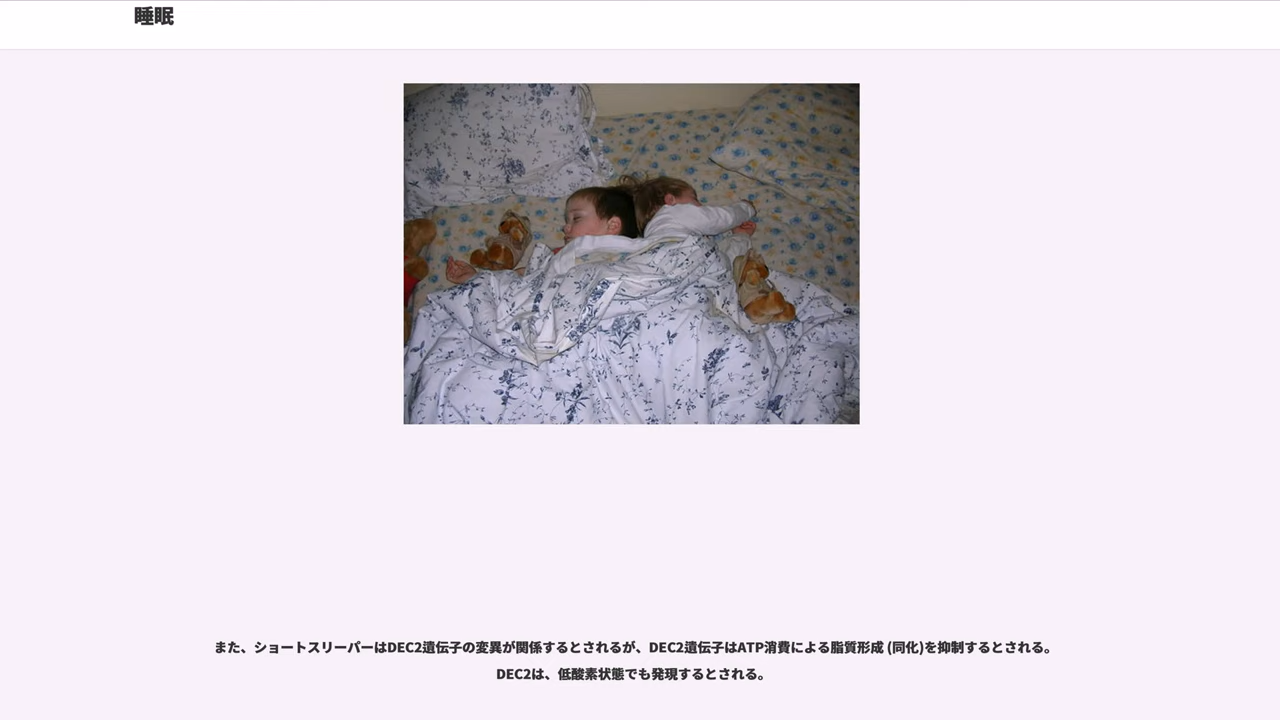 睡眠
また、ショートスリーパーはDEC2遺伝子の変異が関係するとされるが、DEC2遺伝子はATP消費による脂質形成 (同化)を抑制するとされる。
DEC2は、低酸素状態でも発現するとされる。